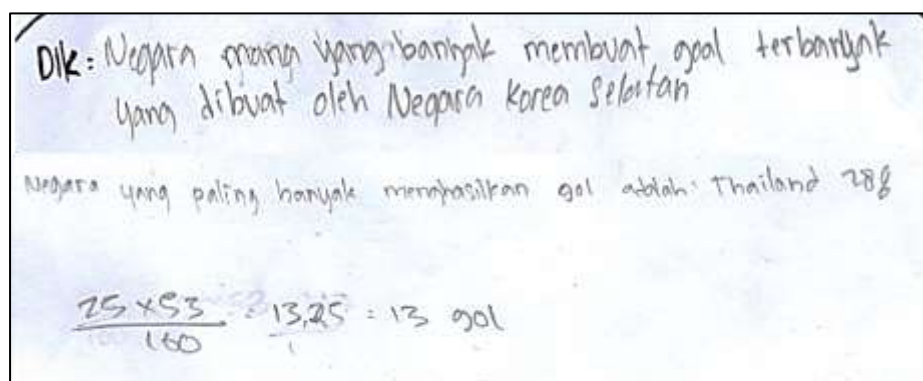 Dik: Negara mana yang banyak membuat goal terbanyak
yang dibuat oleh Negara Korea Selatan
Negara yang paling banyak menghasilkan gol adalah: Thailand 28%
25 x 53 / 100 = 13,25 = 13 gol